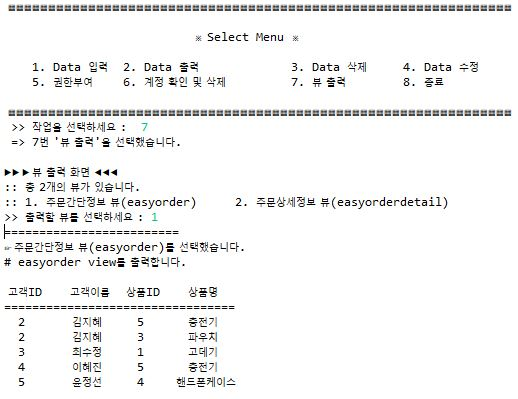 ================================================================
※ Select Menu ※
1. Data 입력 2. Data 출력 3. Data 삭제 4. Data 수정
5. 권한부여 6. 계정 확인 및 삭제 7. 뷰 출력 8. 종료
================================================================
>> 작업을 선택하세요 : 7
=> 7번 '뷰 출력'을 선택했습니다.
▶▶▶ 뷰 출력 화면 ◀◀◀
:: 총 2개의 뷰가 있습니다.
:: 1. 주문간단정보 뷰(easyorder) 2. 주문상세정보 뷰(easyorderdetail)
>> 출력할 뷰를 선택하세요 : 1
=========================
☞ 주문간단정보 뷰(easyorder)를 선택했습니다.
# easyorder view를 출력합니다.
고객ID 고객이름 상품ID 상품명
=================================
2 김지혜 5 충전기
2 김지혜 3 파우치
3 최수정 1 고데기
4 이혜진 5 충전기
5 윤정선 4 핸드폰케이스